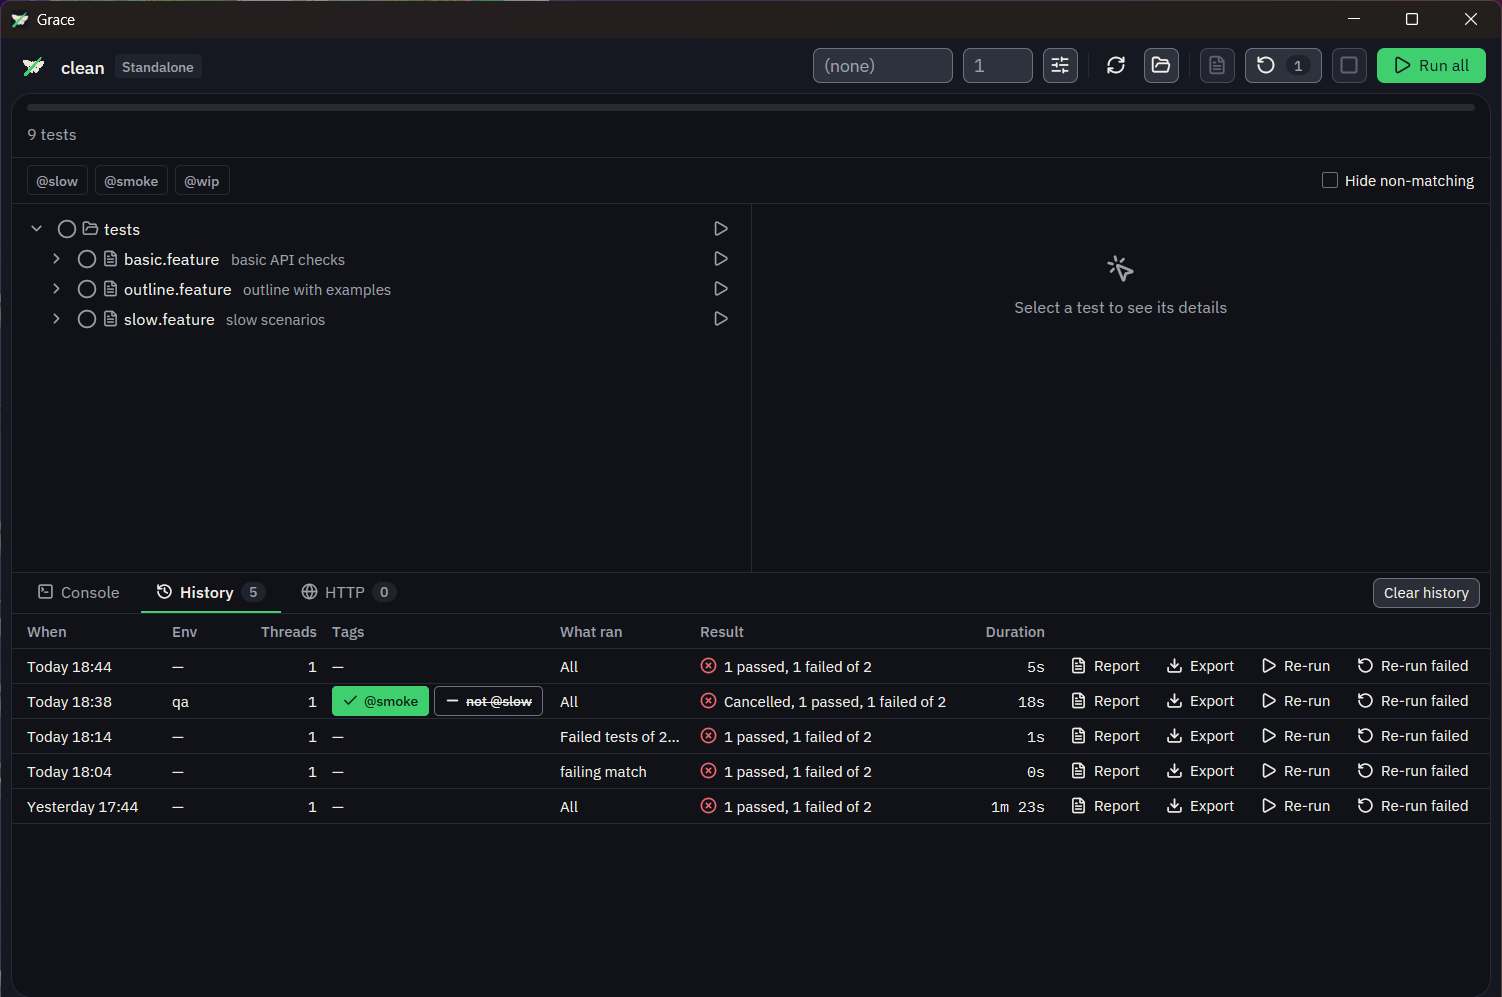 Grace
clean Standalone (none) 1 1 Run all
9 tests
@slow @smoke @wip Hide non-matching
tests
basic.feature basic API checks
outline.feature outline with examples
slow.feature slow scenarios
Select a test to see its details
Console History 5 HTTP 0 Clear history
When Env Threads Tags What ran Result Duration
Today 18:44 — 1 — All 1 passed, 1 failed of 2 5s Report Export Re-run Re-run failed
Today 18:38 qa 1 @smoke not @slow All Cancelled, 1 passed, 1 failed of 2 18s Report Export Re-run Re-run failed
Today 18:14 — 1 — Failed tests of 2... 1 passed, 1 failed of 2 1s Report Export Re-run Re-run failed
Today 18:04 — 1 — failing match 1 passed, 1 failed of 2 0s Report Export Re-run Re-run failed
Yesterday 17:44 — 1 — All 1 passed, 1 failed of 2 1m 23s Report Export Re-run Re-run failed